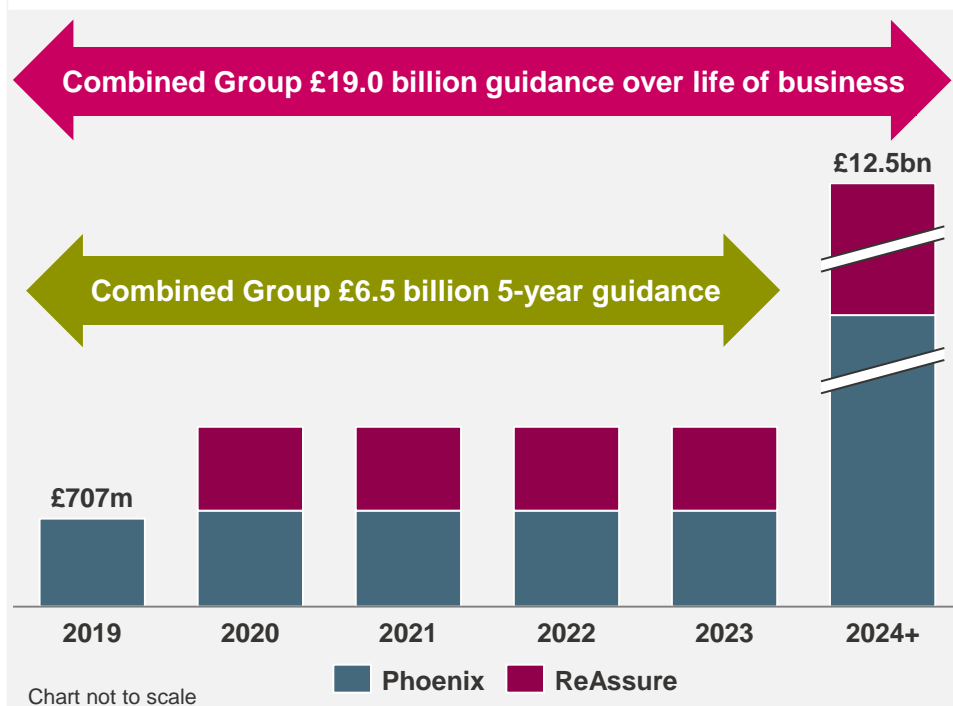 Combined Group £19.0 billion guidance over life of business
£12.5bn
Combined Group £6.5 billion 5-year guidance
£707m
2019 2020 2021 2022 2023 2024+
Phoenix ReAssure
Chart not to scale